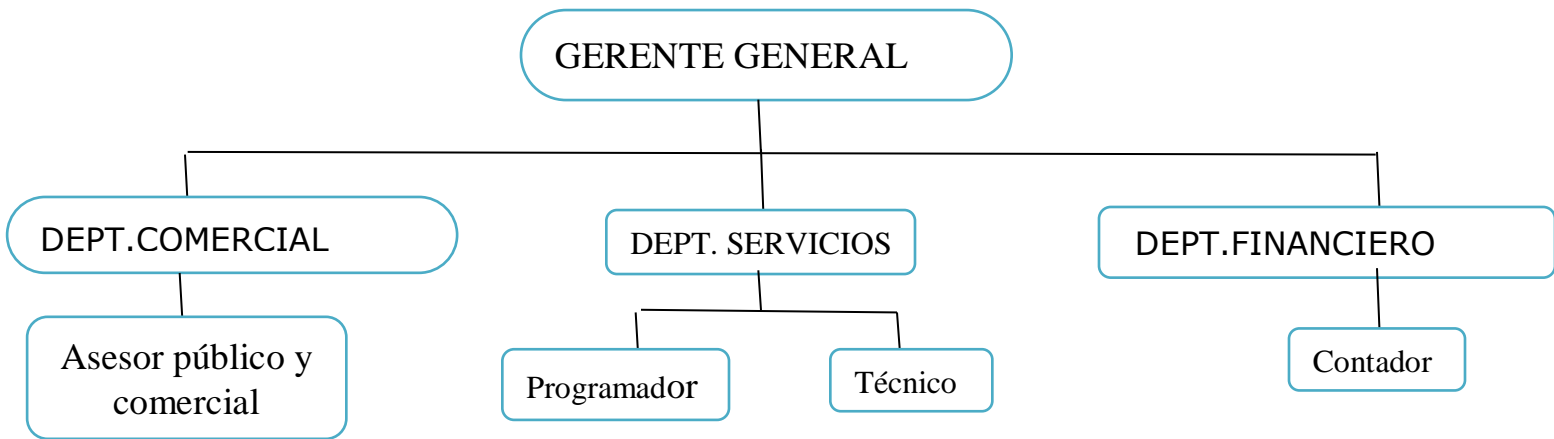 GERENTE GENERAL
DEPT.COMERCIAL
DEPT. SERVICIOS
DEPT.FINANCIERO
Asesor público y
comercial
Programador
Técnico
Contador